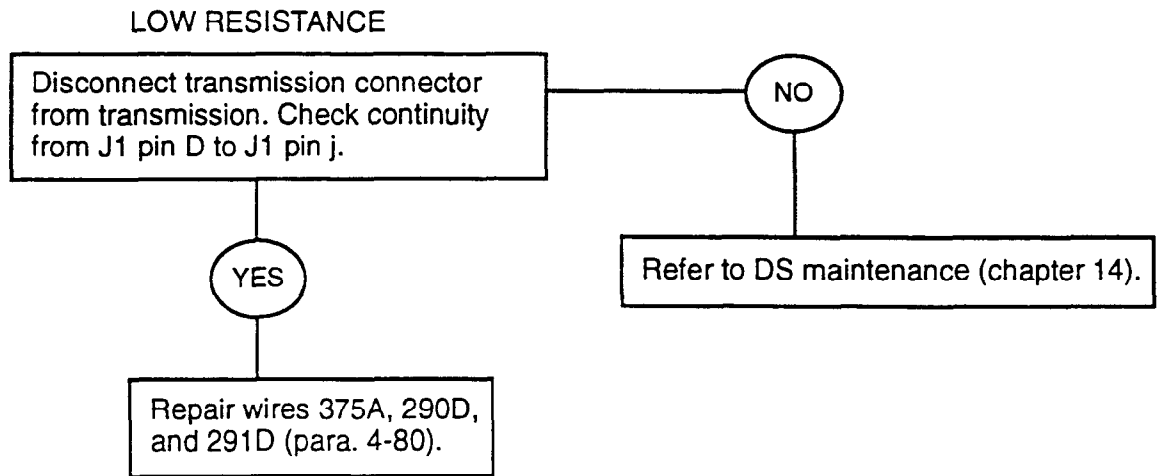 LOW RESISTANCE
Disconnect transmission connector
from transmission. Check continuity
from J1 pin D to J1 pin j.
NO
YES
Refer to DS maintenance (chapter 14).
Repair wires 375A, 290D,
and 291D (para. 4-80).